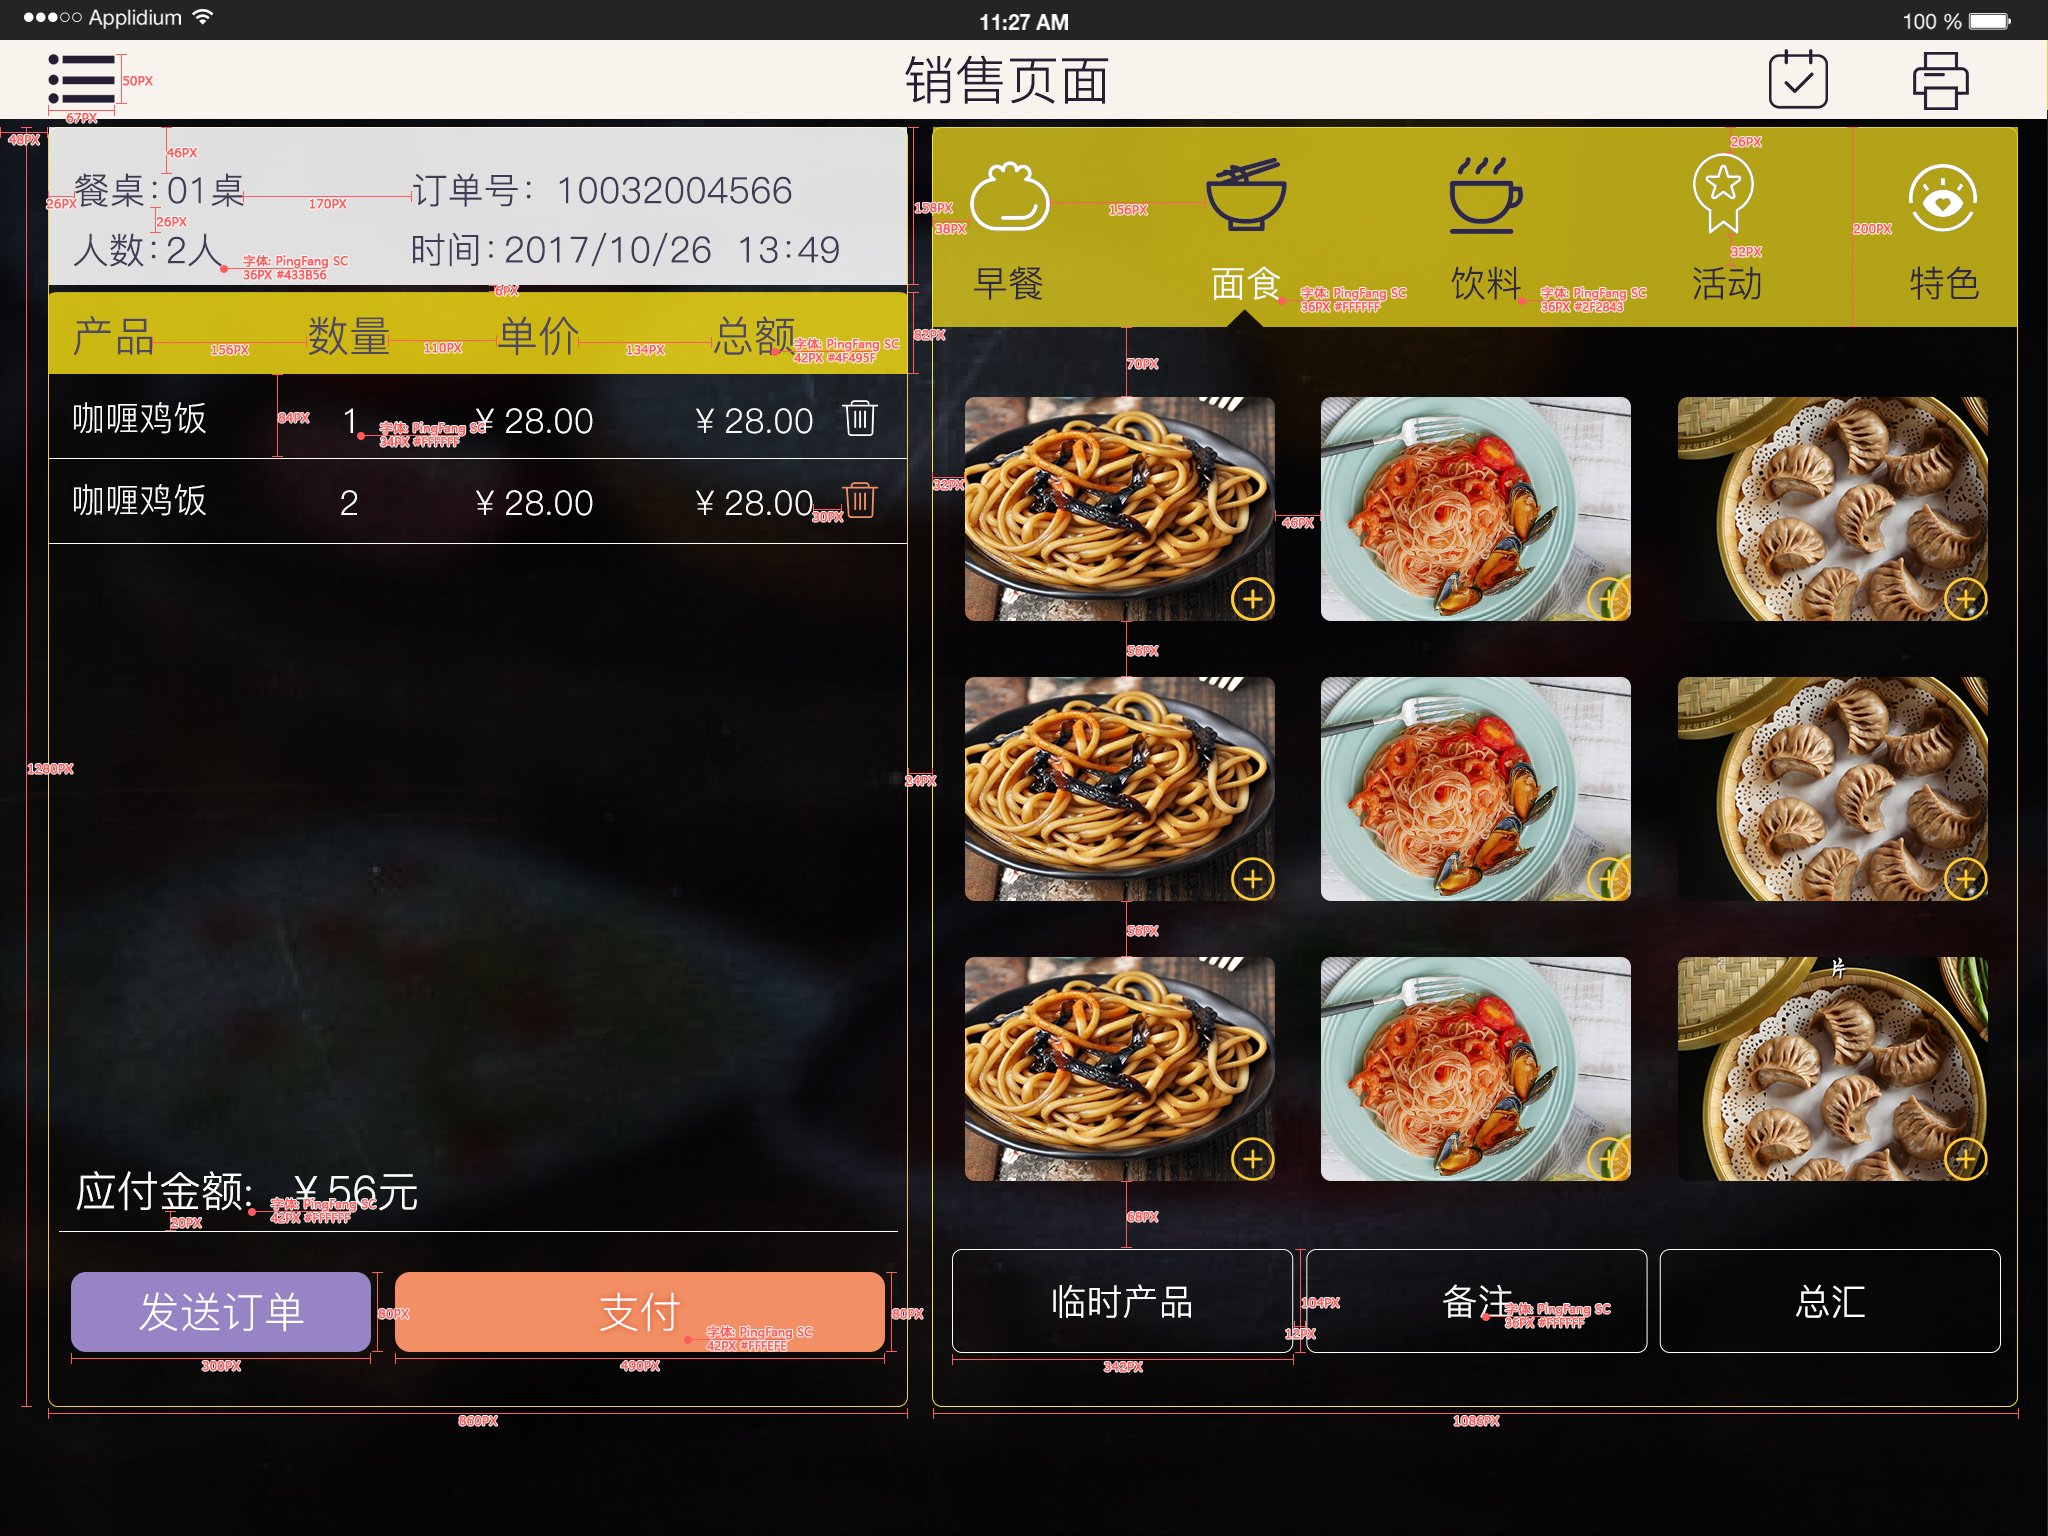 Applidium
11:27 AM
100 %
销售页面
50PX
67PX
48PX
46PX
餐桌:01桌
订单号: 10032004566
26PX
170PX
26PX
人数:2人
时间:2017/10/26 13:49
字体: PingFang SC
36PX #433B56
6PX
158PX
产品
数量
单价
总额
156PX
110PX
134PX
字体: PingFang SC
42PX #4F495F
82PX
咖喱鸡饭 1 ¥ 28.00 ¥ 28.00
84PX
字体: PingFang SC
34PX #FFFFFF
咖喱鸡饭 2 ¥ 28.00 ¥ 28.00
30PX
1280PX
24PX
应付金额: ¥ 56元
字体: PingFang SC
42PX #FFFFFF
20PX
发送订单
支付
80PX
80PX
字体: PingFang SC
42PX #FFFEFE
300PX
490PX
860PX
26PX
156PX
38PX
200PX
32PX
早餐
面食
饮料
活动
特色
字体: PingFang SC
36PX #FFFFFF
字体: PingFang SC
36PX #2F2843
70PX
32PX
46PX
56PX
56PX
片
68PX
临时产品
备注
总汇
104PX
字体: PingFang SC
36PX #FFFFFF
12PX
342PX
1086PX